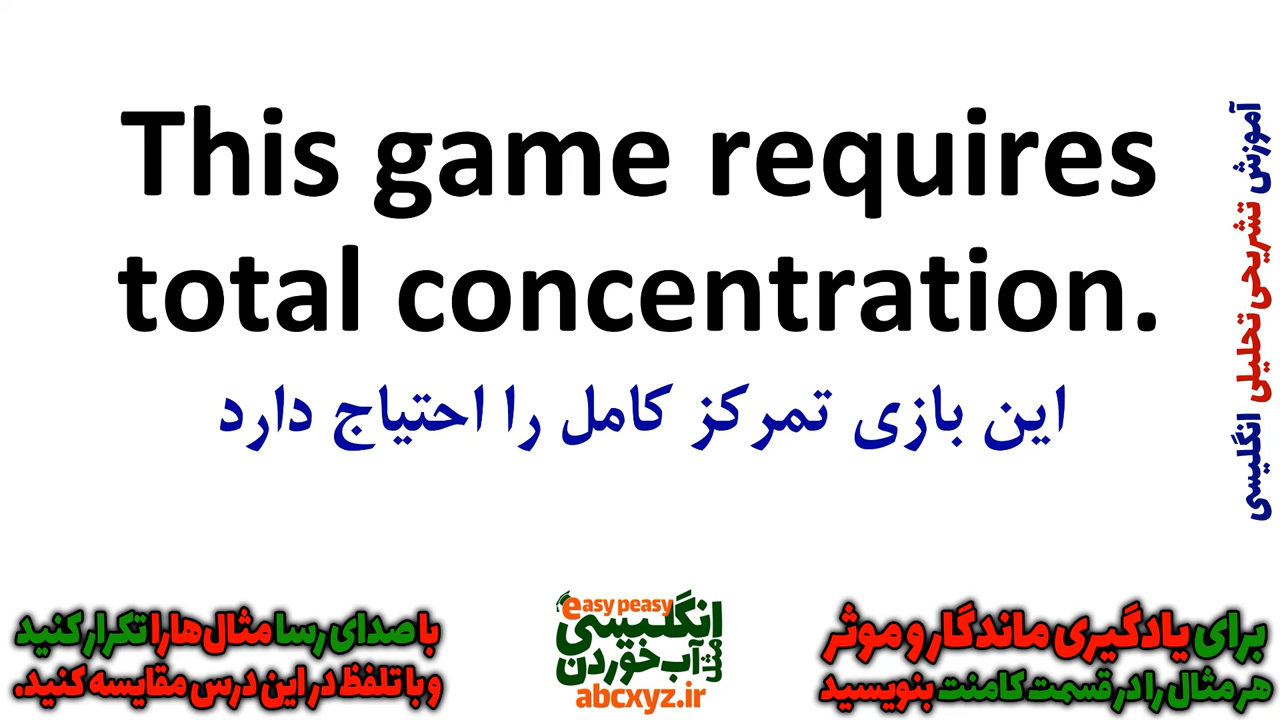 This game requires
total concentration.
این بازی تمرکز کامل را احتیاج دارد
آموزش تشریحی تحلیلی انگلیسی
برای یادگیری ماندگار و موثر
هر مثال را در قسمت کامنت بنویسید
easy peasy
انگلیسی
مثل آب خوردن
abcxyz.ir
با صدای رسا مثال‌ها را تکرار کنید
و با تلفظ در این درس مقایسه کنید.